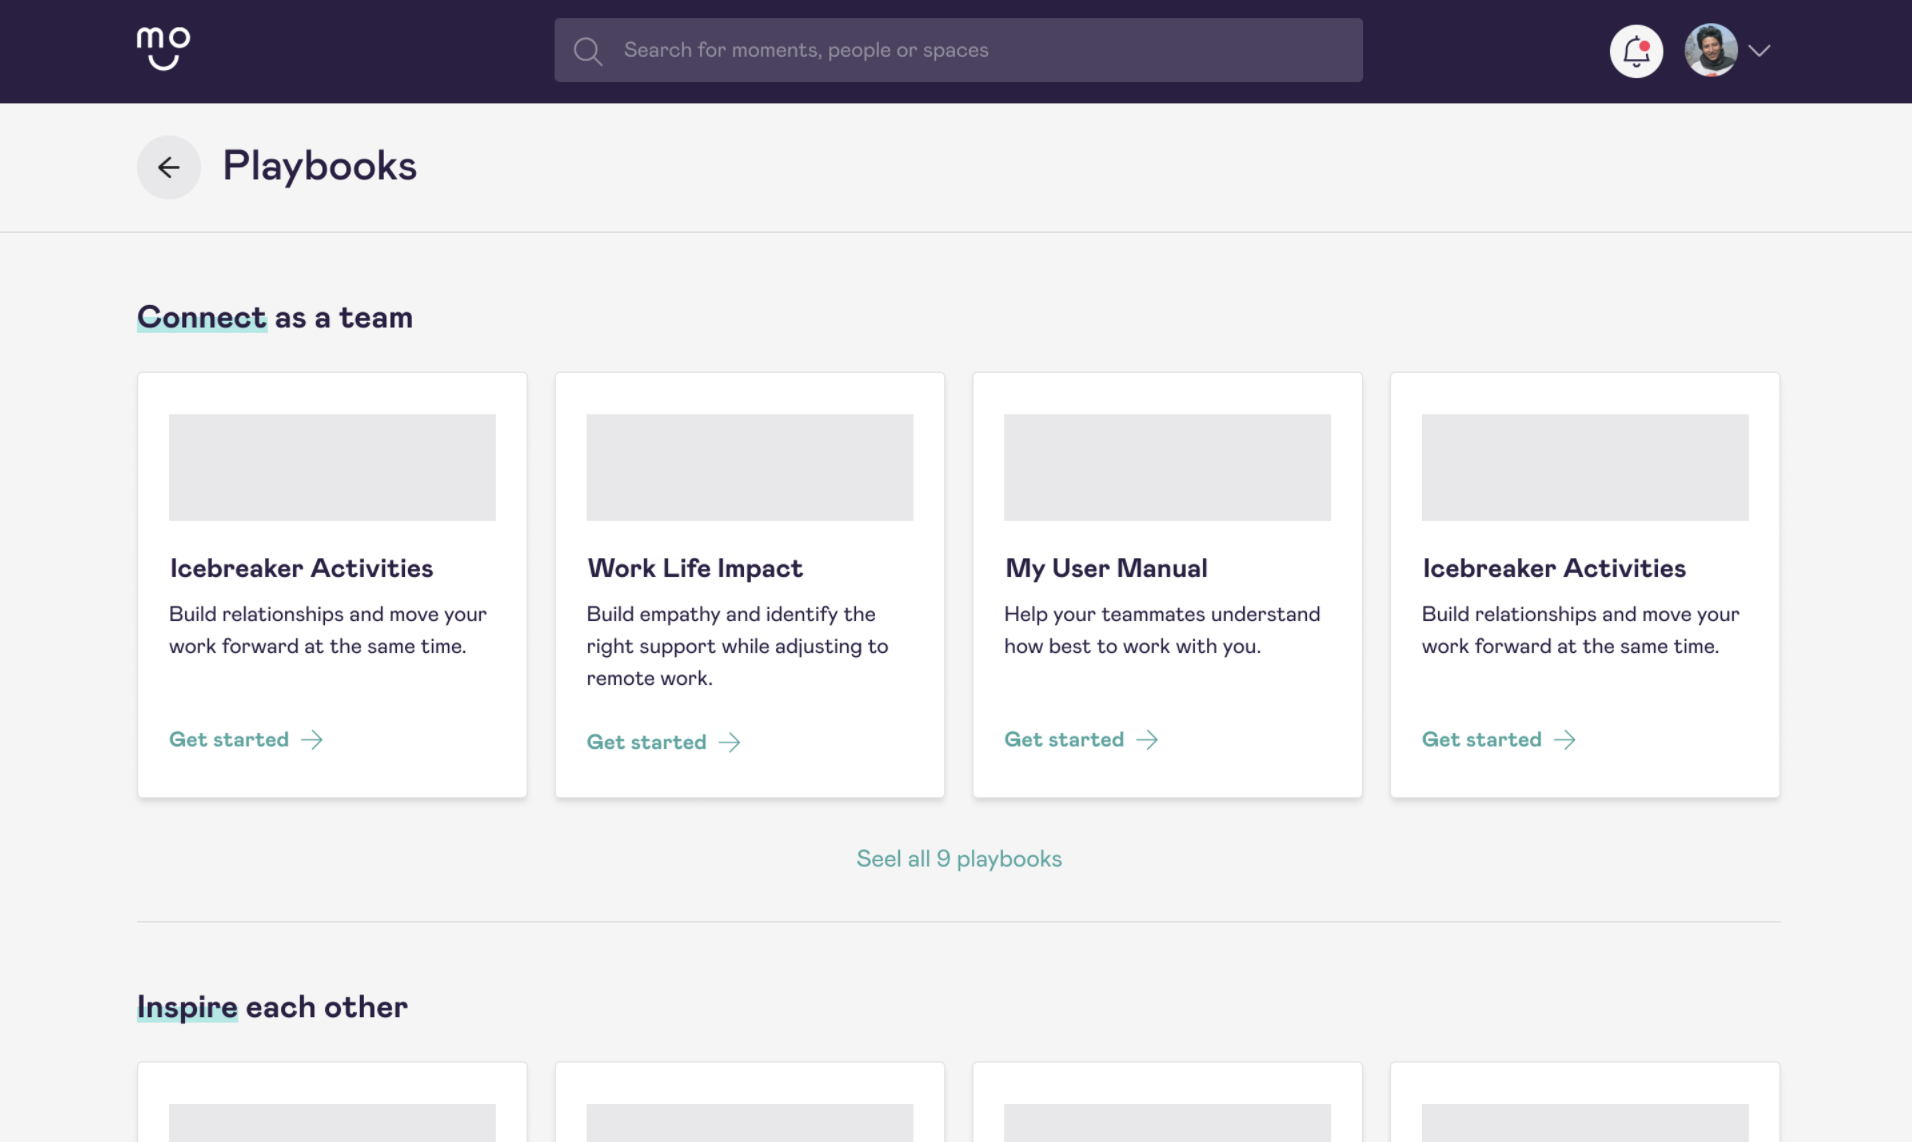 mo
Search for moments, people or spaces
Playbooks
Connect as a team
Icebreaker Activities
Build relationships and move your
work forward at the same time.
Get started
Work Life Impact
Build empathy and identify the
right support while adjusting to
remote work.
Get started
My User Manual
Help your teammates understand
how best to work with you.
Get started
Icebreaker Activities
Build relationships and move your
work forward at the same time.
Get started
Seel all 9 playbooks
Inspire each other